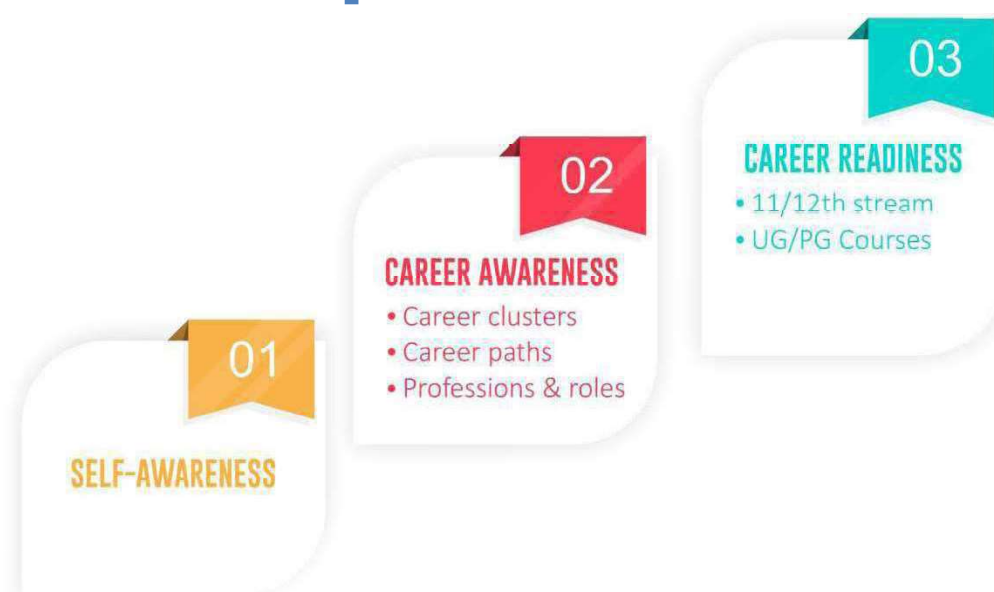 01
SELF-AWARENESS
02
CAREER AWARENESS
• Career clusters
• Career paths
• Professions & roles
03
CAREER READINESS
• 11/12th stream
• UG/PG Courses